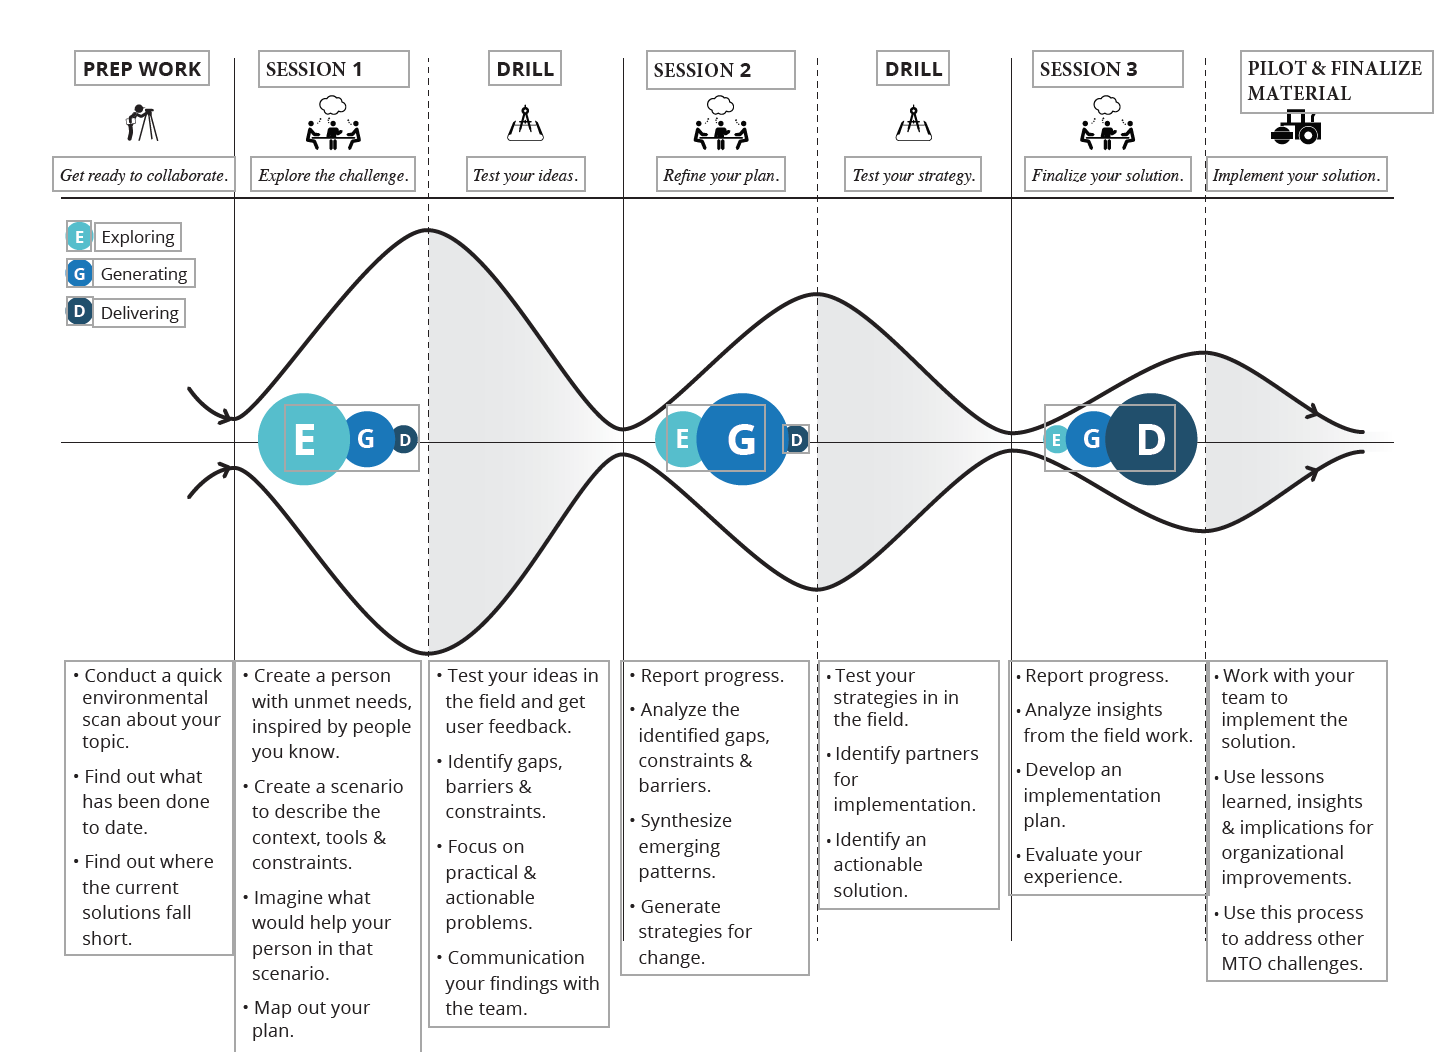 PREP WORK
SESSION 1
DRILL
SESSION 2
DRILL
SESSION 3
PILOT & FINALIZE
MATERIAL
Get ready to collaborate.
Explore the challenge.
Test your ideas.
Refine your plan.
Test your strategy.
Finalize your solution.
Implement your solution.
E Exploring
G Generating
D Delivering
E G D
E G D
E G D
• Conduct a quick
environmental
scan about your
topic.
• Find out what
has been done
to date.
• Find out where
the current
solutions fall
short.
• Create a person
with unmet needs,
inspired by people
you know.
• Create a scenario
to describe the
context, tools &
constraints.
• Imagine what
would help your
person in that
scenario.
• Map out your
plan.
• Test your ideas in
the field and get
user feedback.
• Identify gaps,
barriers &
constraints.
• Focus on
practical &
actionable
problems.
• Communication
your findings with
the team.
• Report progress.
• Analyze the
identified gaps,
constraints &
barriers.
• Synthesize
emerging
patterns.
• Generate
strategies for
change.
• Test your
strategies in in
the field.
• Identify partners
for
implementation.
• Identify an
actionable
solution.
• Report progress.
• Analyze insights
from the field work.
• Develop an
implementation
plan.
• Evaluate your
experience.
• Work with your
team to
implement the
solution.
• Use lessons
learned, insights
& implications for
organizational
improvements.
• Use this process
to address other
MTO challenges.